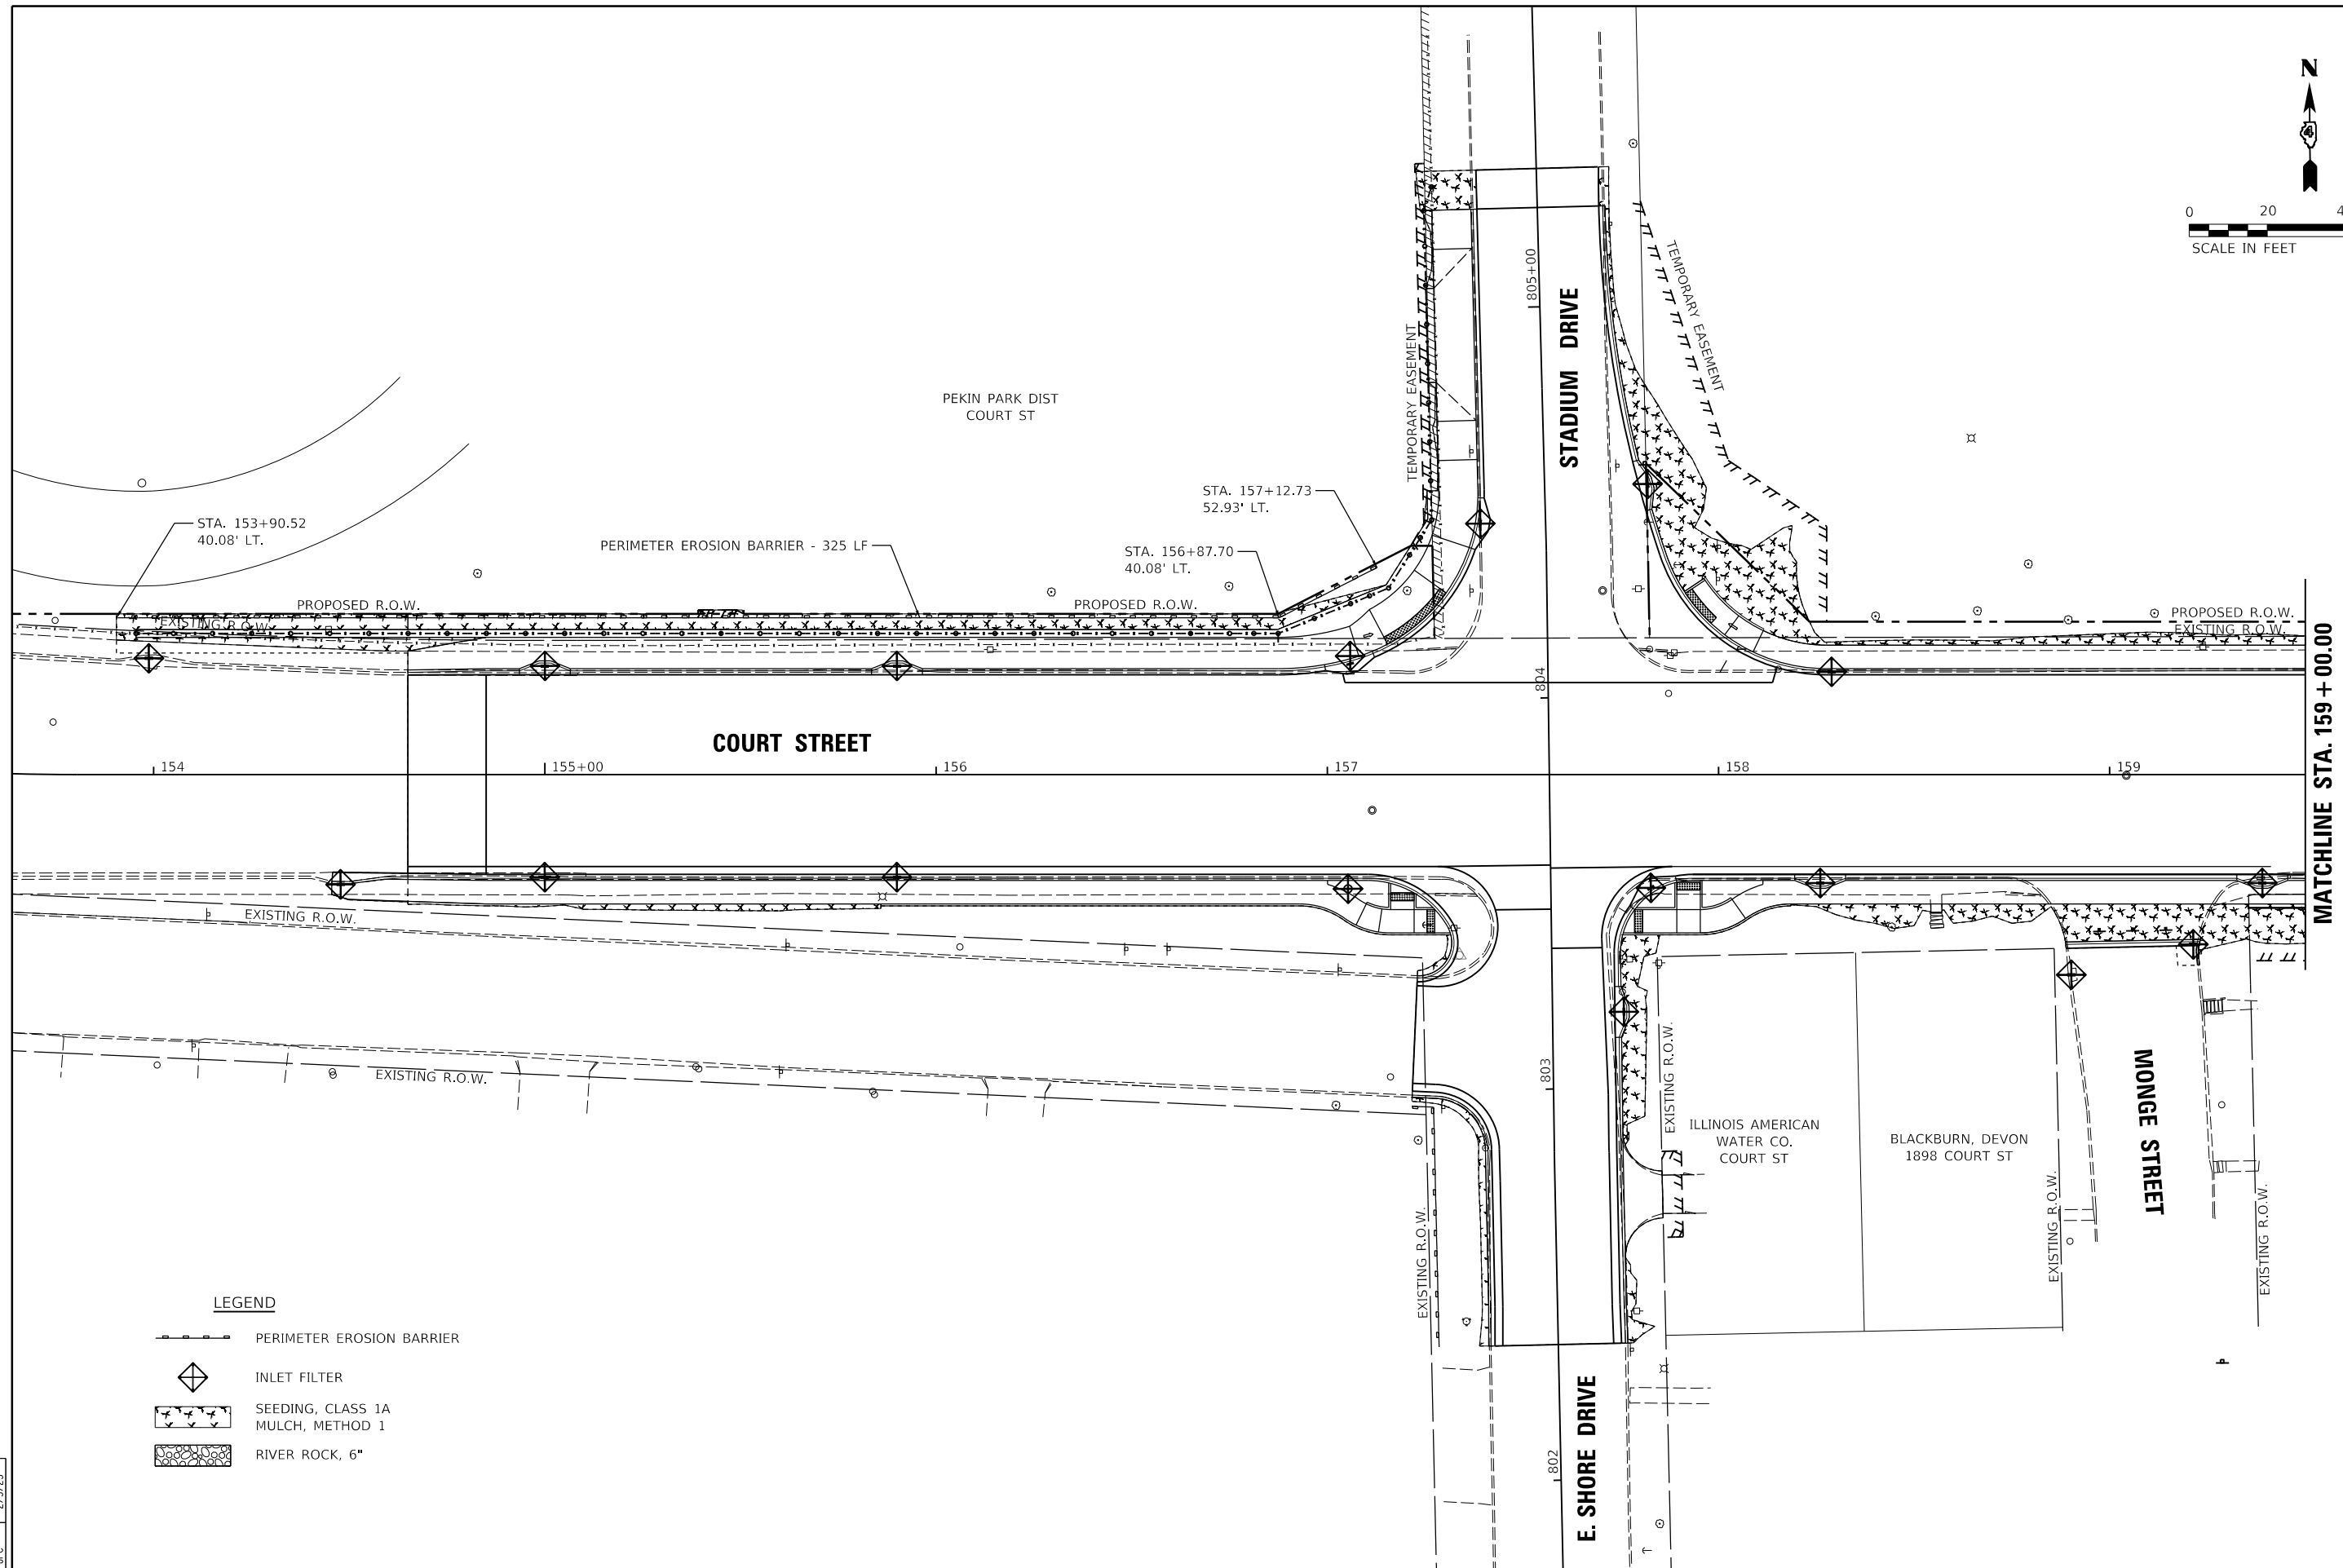 N
0 20 4
SCALE IN FEET
TEMPORARY EASEMENT
805+00
STADIUM DRIVE
TEMPORARY EASEMENT
PEKIN PARK DIST
COURT ST
STA. 157+12.73
52.93' LT.
STA. 153+90.52
40.08' LT.
PERIMETER EROSION BARRIER - 325 LF
STA. 156+87.70
40.08' LT.
PROPOSED R.O.W.
PROPOSED R.O.W.
PROPOSED R.O.W.
EXISTING R.O.W.
EXISTING R.O.W.
804
MATCHLINE STA. 159+00.00
COURT STREET
154
155+00
156
157
158
159
EXISTING R.O.W.
EXISTING R.O.W.
803
EXISTING R.O.W.
ILLINOIS AMERICAN
WATER CO.
COURT ST
BLACKBURN, DEVON
1898 COURT ST
MONGE STREET
EXISTING R.O.W.
EXISTING R.O.W.
EXISTING R.O.W.
LEGEND
PERIMETER EROSION BARRIER
INLET FILTER
SEEDING, CLASS 1A
MULCH, METHOD 1
RIVER ROCK, 6"
E. SHORE DRIVE
802